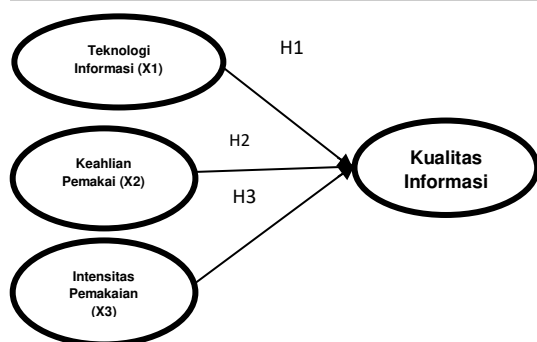 Teknologi
Informasi (X1)
H1
H2
Keahlian
Pemakai (X2)
Kualitas
Informasi
H3
Intensitas
Pemakaian
(X3)